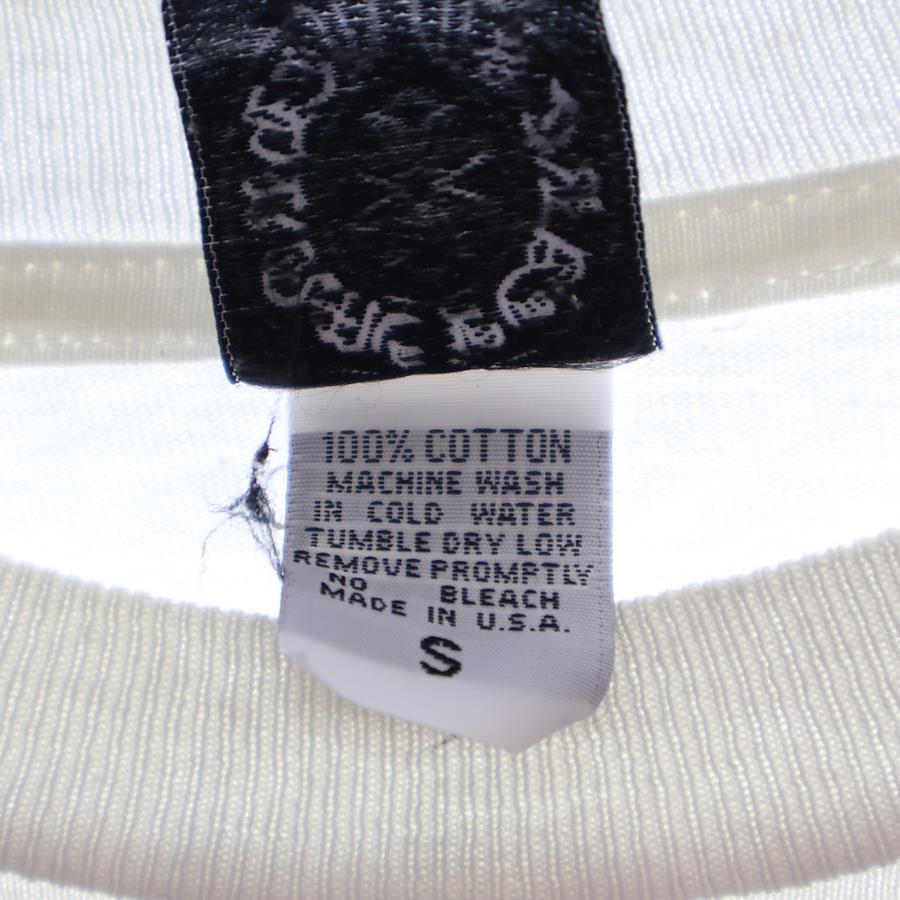 100% COTTON
MACHINE WASH
IN COLD WATER
TUMBLE DRY LOW
REMOVE PROMPTLY
NO BLEACH
MADE IN U.S.A.
S